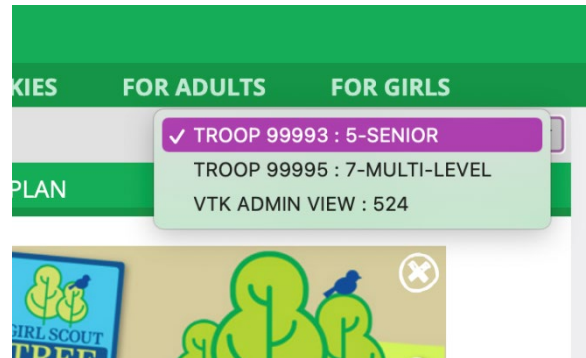 KIES FOR ADULTS FOR GIRLS
✓ TROOP 99993 : 5-SENIOR
TROOP 99995 : 7-MULTI-LEVEL
VTK ADMIN VIEW : 524
PLAN
GIRL SCOUT
TREE